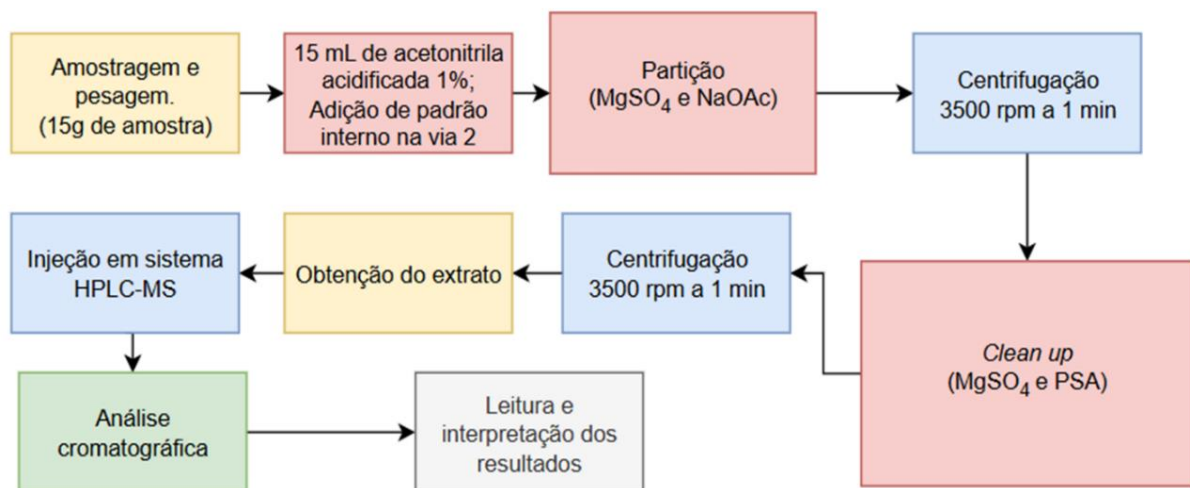 Amostragem e
pesagem.
(15g de amostra)
15 mL de acetonitrila
acidificada 1%;
Adição de padrão
interno na via 2
Partição
(MgSO4 e NaOAc)
Centrifugação
3500 rpm a 1 min
Clean up
(MgSO4 e PSA)
Centrifugação
3500 rpm a 1 min
Obtenção do extrato
Injeção em sistema
HPLC-MS
Análise
cromatográfica
Leitura e
interpretação dos
resultados